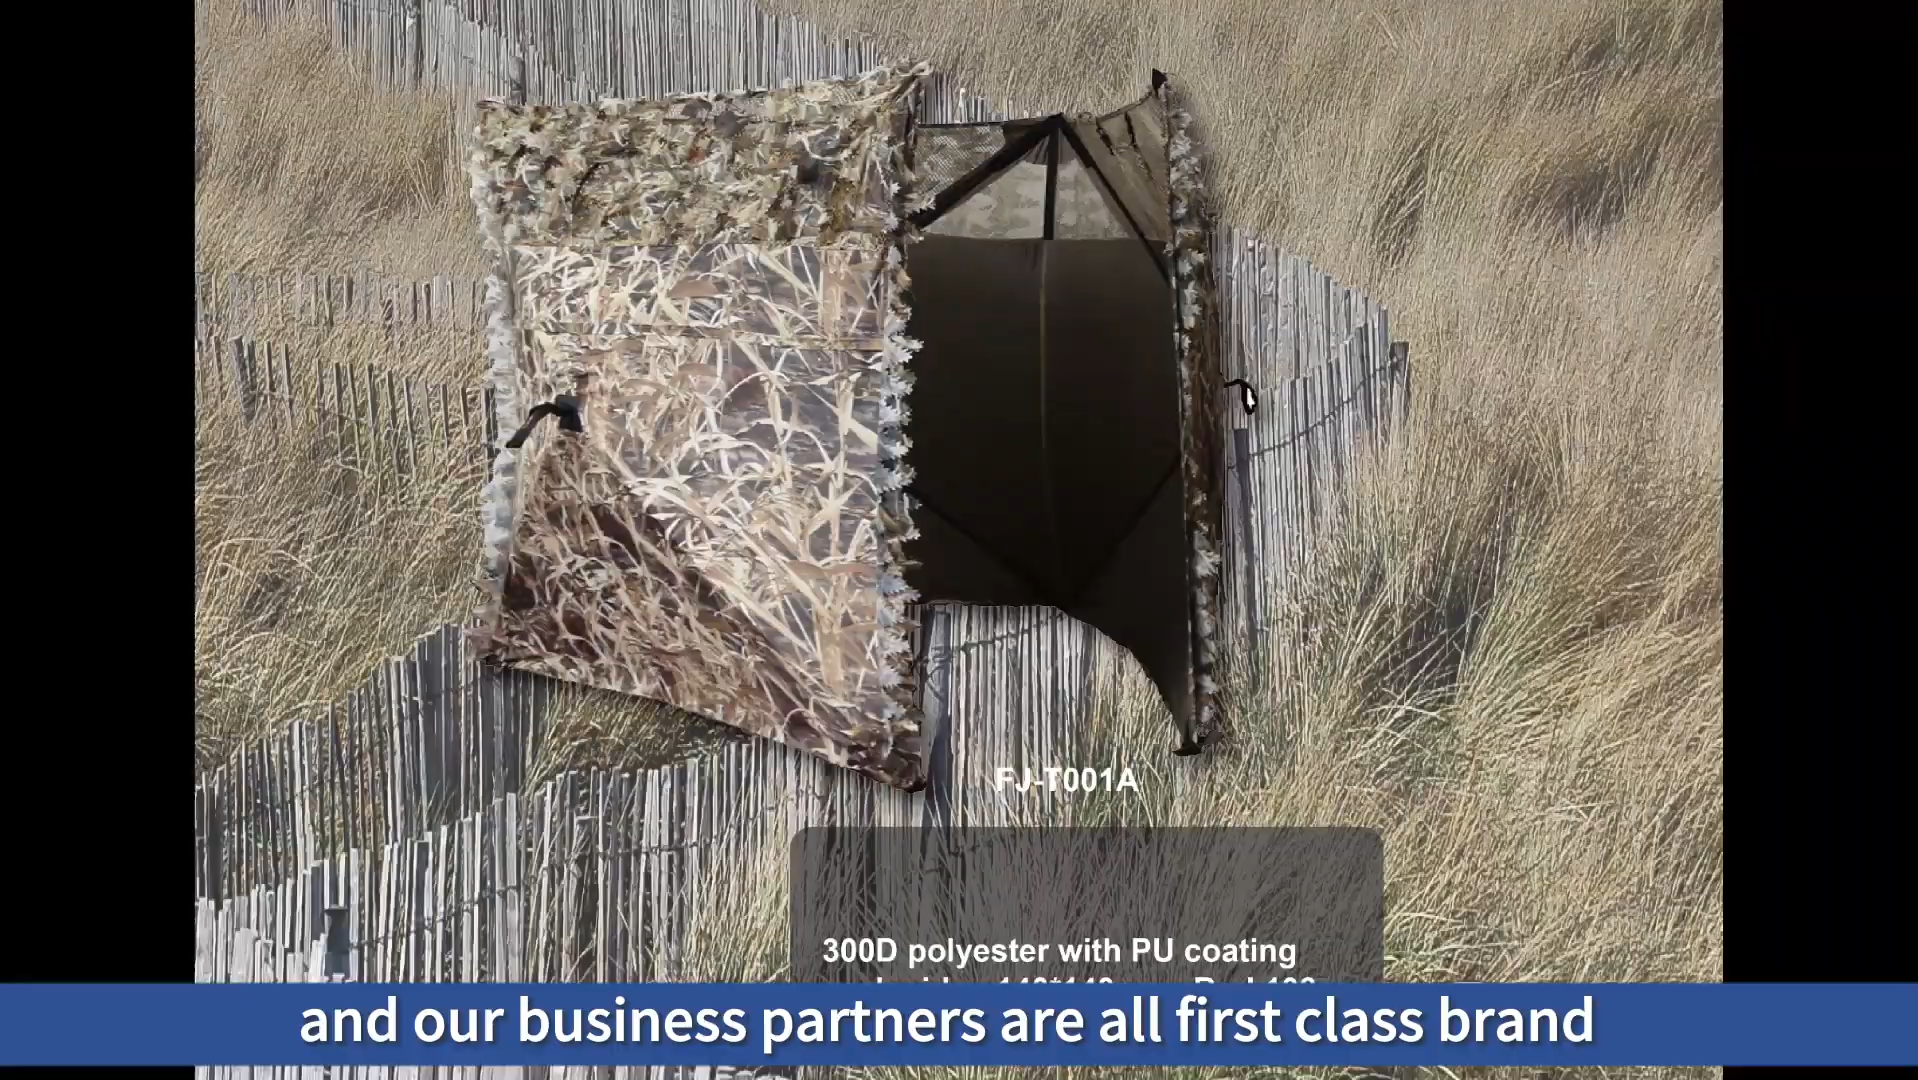 FJ-T001A
300D polyester with PU coating
and our business partners are all first class brand